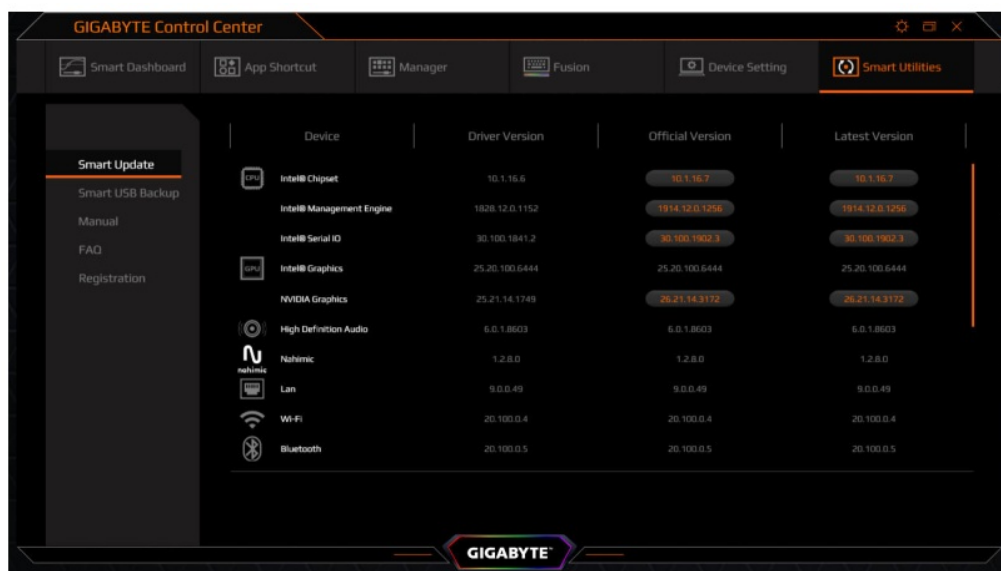 GIGABYTE Control Center
Smart Dashboard App Shortcut Manager Fusion Device Setting Smart Utilities
Smart Update
Smart USB Backup
Manual
FAQ
Registration
Device Driver Version Official Version Latest Version
CPU Intel® Chipset 10.1.16.6 10.1.16.7 10.1.16.7
Intel® Management Engine 1828.12.0.1152 1914.12.0.1256 1914.12.0.1256
Intel® Serial IO 30.100.1841.2 30.100.1902.3 30.100.1902.3
GPU Intel® Graphics 25.20.100.6444 25.20.100.6444 25.20.100.6444
NVIDIA Graphics 25.21.14.1749 26.21.14.3172 26.21.14.3172
High Definition Audio 6.0.1.8603 6.0.1.8603 6.0.1.8603
nahimic Nahimic 1.2.8.0 1.2.8.0 1.2.8.0
Lan 9.0.0.49 9.0.0.49 9.0.0.49
Wi-Fi 20.100.0.4 20.100.0.4 20.100.0.4
Bluetooth 20.100.0.5 20.100.0.5 20.100.0.5
GIGABYTE™